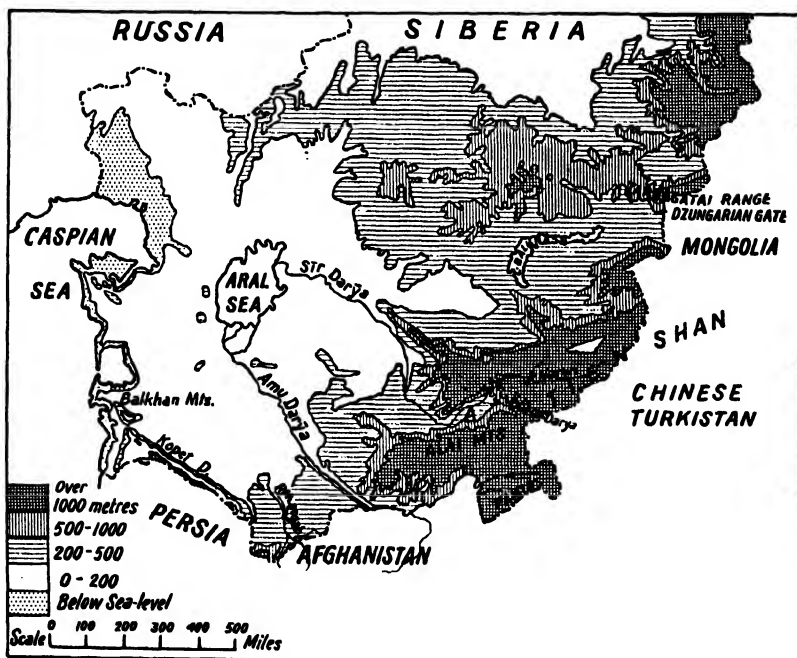 RUSSIA
SIBERIA
CASPIAN
SEA
ARAL
SEA
Syr Darja
Amu Darja
Balkhan Mts.
Kopet D.
PERSIA
AFGHANISTAN
ALAI MTS
GATAI RANGE
DZUNGARIAN GATE
MONGOLIA
SHAN
CHINESE
TURKISTAN
Over
1000 metres
500-1000
200-500
0-200
Below Sea-level
Scale 0 100 200 300 400 500 Miles